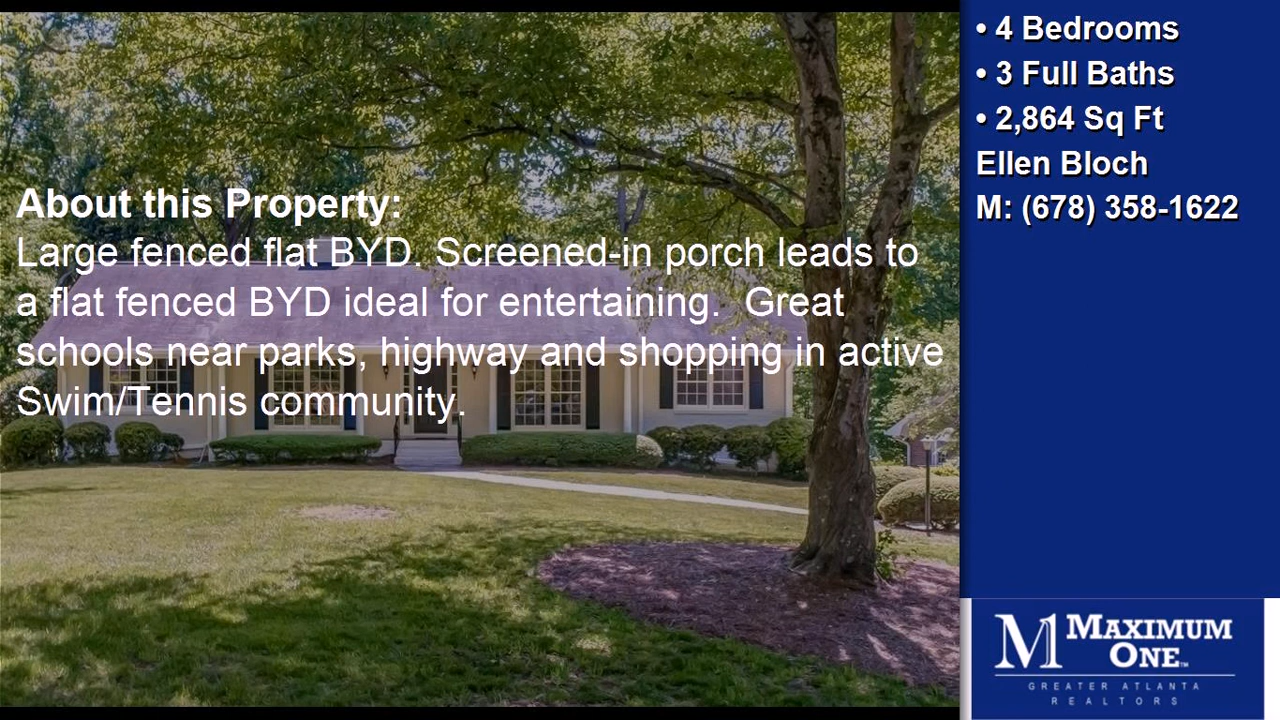 About this Property:
Large fenced flat BYD. Screened-in porch leads to
a flat fenced BYD ideal for entertaining.  Great
schools near parks, highway and shopping in active
Swim/Tennis community.
• 4 Bedrooms
• 3 Full Baths
• 2,864 Sq Ft
Ellen Bloch
M: (678) 358-1622
M1 MAXIMUM
ONE™
GREATER ATLANTA
REALTORS